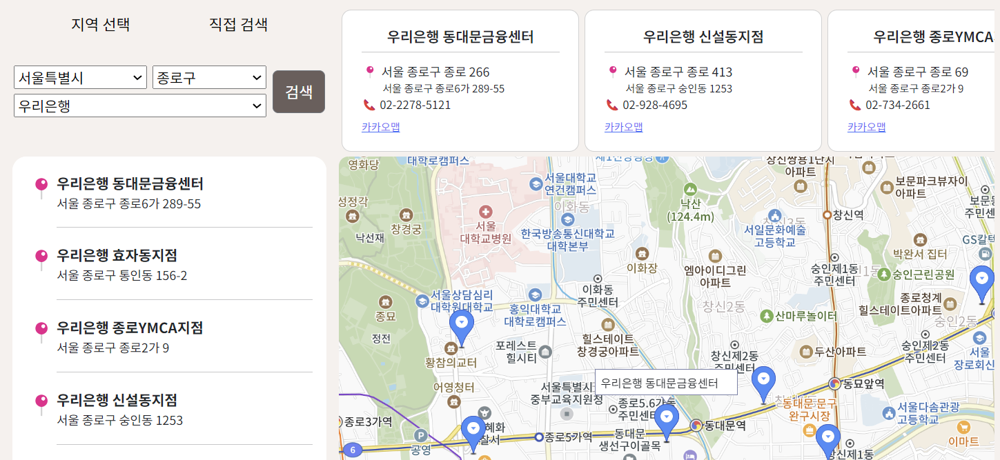 지역 선택
직접 검색
서울특별시
종로구
우리은행
검색
우리은행 동대문금융센터
서울 종로구 종로6가 289-55
우리은행 효자동지점
서울 종로구 통인동 156-2
우리은행 종로YMCA지점
서울 종로구 종로2가 9
우리은행 신설동지점
서울 종로구 숭인동 1253
우리은행 동대문금융센터
서울 종로구 종로 266
서울 종로구 종로6가 289-55
02-2278-5121
카카오맵
우리은행 신설동지점
서울 종로구 종로 413
서울 종로구 숭인동 1253
02-928-4695
카카오맵
우리은행 종로YMCA
서울 종로구 종로 69
서울 종로구 종로2가 9
02-734-2661
카카오맵
영화당
대학로캠퍼스
창신쌍용1단지
아파트
서울대학교
연건캠퍼스
이화동
낙산
(124.4m)
보문파크뷰자이
아파트
성정각
창경궁
낙선재
서울
대학교병원
한국방송통신대학교
대학본부
창신역
서일문화예술
고등학교
GS칼텍
박완서 집터
이화장
엠아이디그린
아파트
숭인제1동
주민센터
숭인근린공원
이화동
주민센터
서울상담심리
대학원대학교
홍익대학교
대학로캠퍼스
창신2동
종로청계
힐스테이트아파트
숭인2동
종묘
산마루놀이터
정전
포레스트
힐시티
힐스테이트
창경궁아파트
창신제2동
주민센터
두산아파트
숭인제2동
주민센터
서울
장로회신
황참의교터
우리은행 동대문금융센터
어영청터
서울특별시
중부교육지원청
종로5.6가동
주민센터
동묘앞역
동대문문구
완구시장
서울다솜관광
고등학교
종로3가역
혜화
찰서
종로5가역
동대문
생선구이골목
동대문역
이마트
6
P
공영
창신제1동